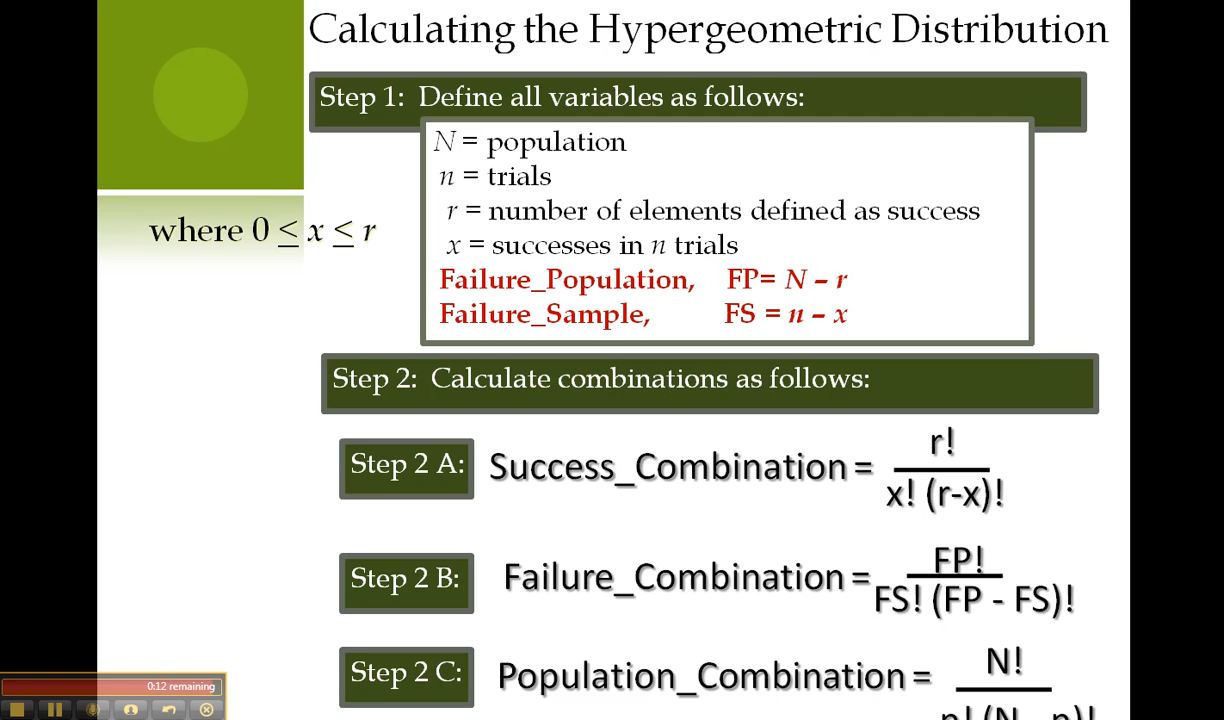 Calculating the Hypergeometric Distribution
Step 1: Define all variables as follows:
N = population
n = trials
r = number of elements defined as success
where 0 ≤ x ≤ r
x = successes in n trials
Failure_Population, FP= N – r
Failure_Sample, FS = n – x
Step 2: Calculate combinations as follows:
Step 2 A: Success_Combination = r!
x! (r-x)!
Step 2 B: Failure_Combination = FP!
FS! (FP - FS)!
Step 2 C: Population_Combination = N!
n! (N - n)!
0:12 remaining